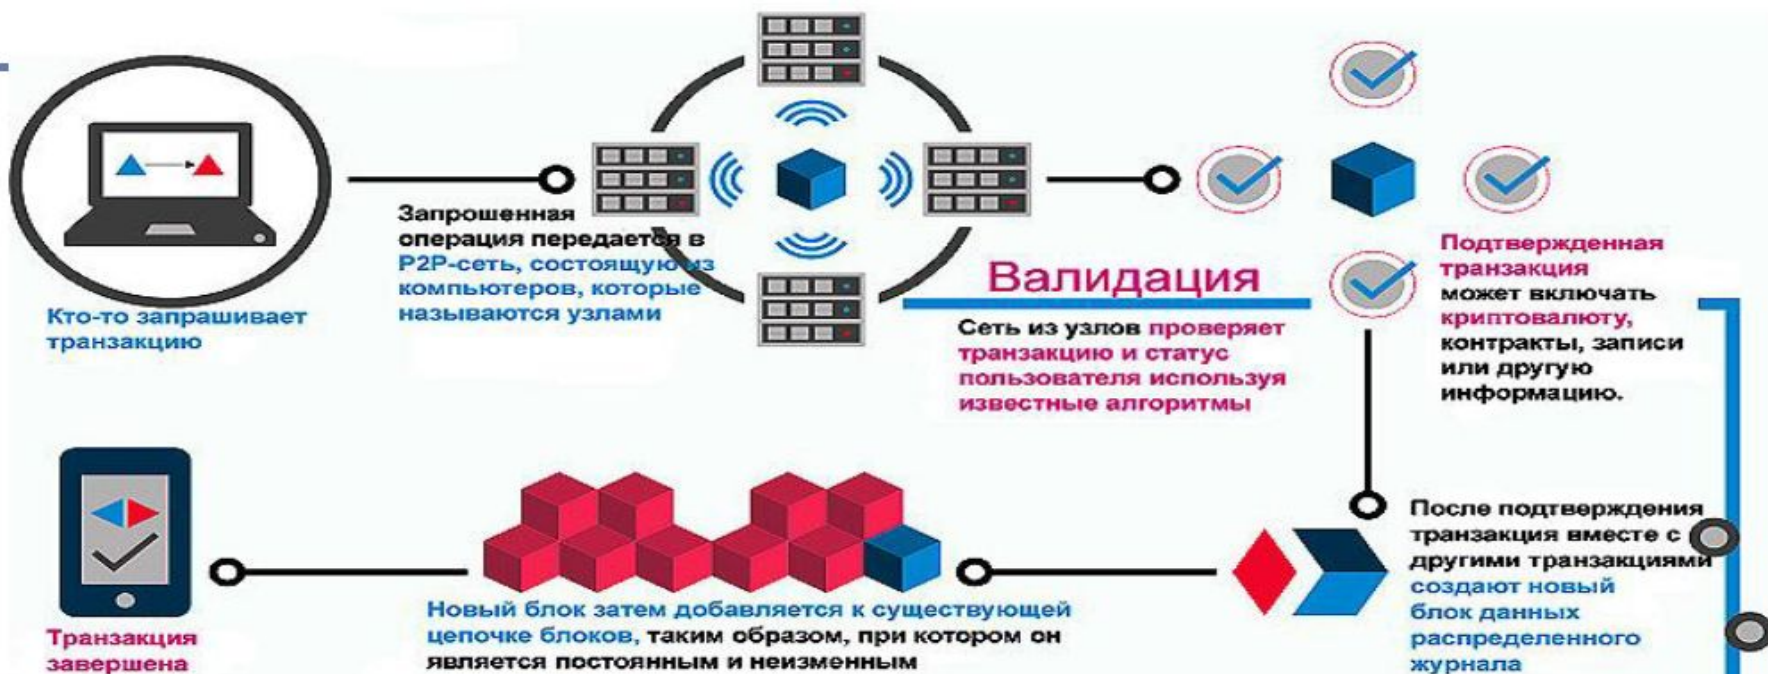 Кто-то запрашивает
транзакцию
Запрошенная
операция передается в
P2P-сеть, состоящую из
компьютеров, которые
называются узлами
Валидация
Сеть из узлов проверяет
транзакцию и статус
пользователя используя
известные алгоритмы
Подтвержденная
транзакция
может включать
криптовалюту,
контракты, записи
или другую
информацию.
После подтверждения
транзакция вместе с
другими транзакциями
создают новый
блок данных
распределенного
журнала
Новый блок затем добавляется к существующей
цепочке блоков, таким образом, при котором он
является постоянным и неизменным
Транзакция
завершена